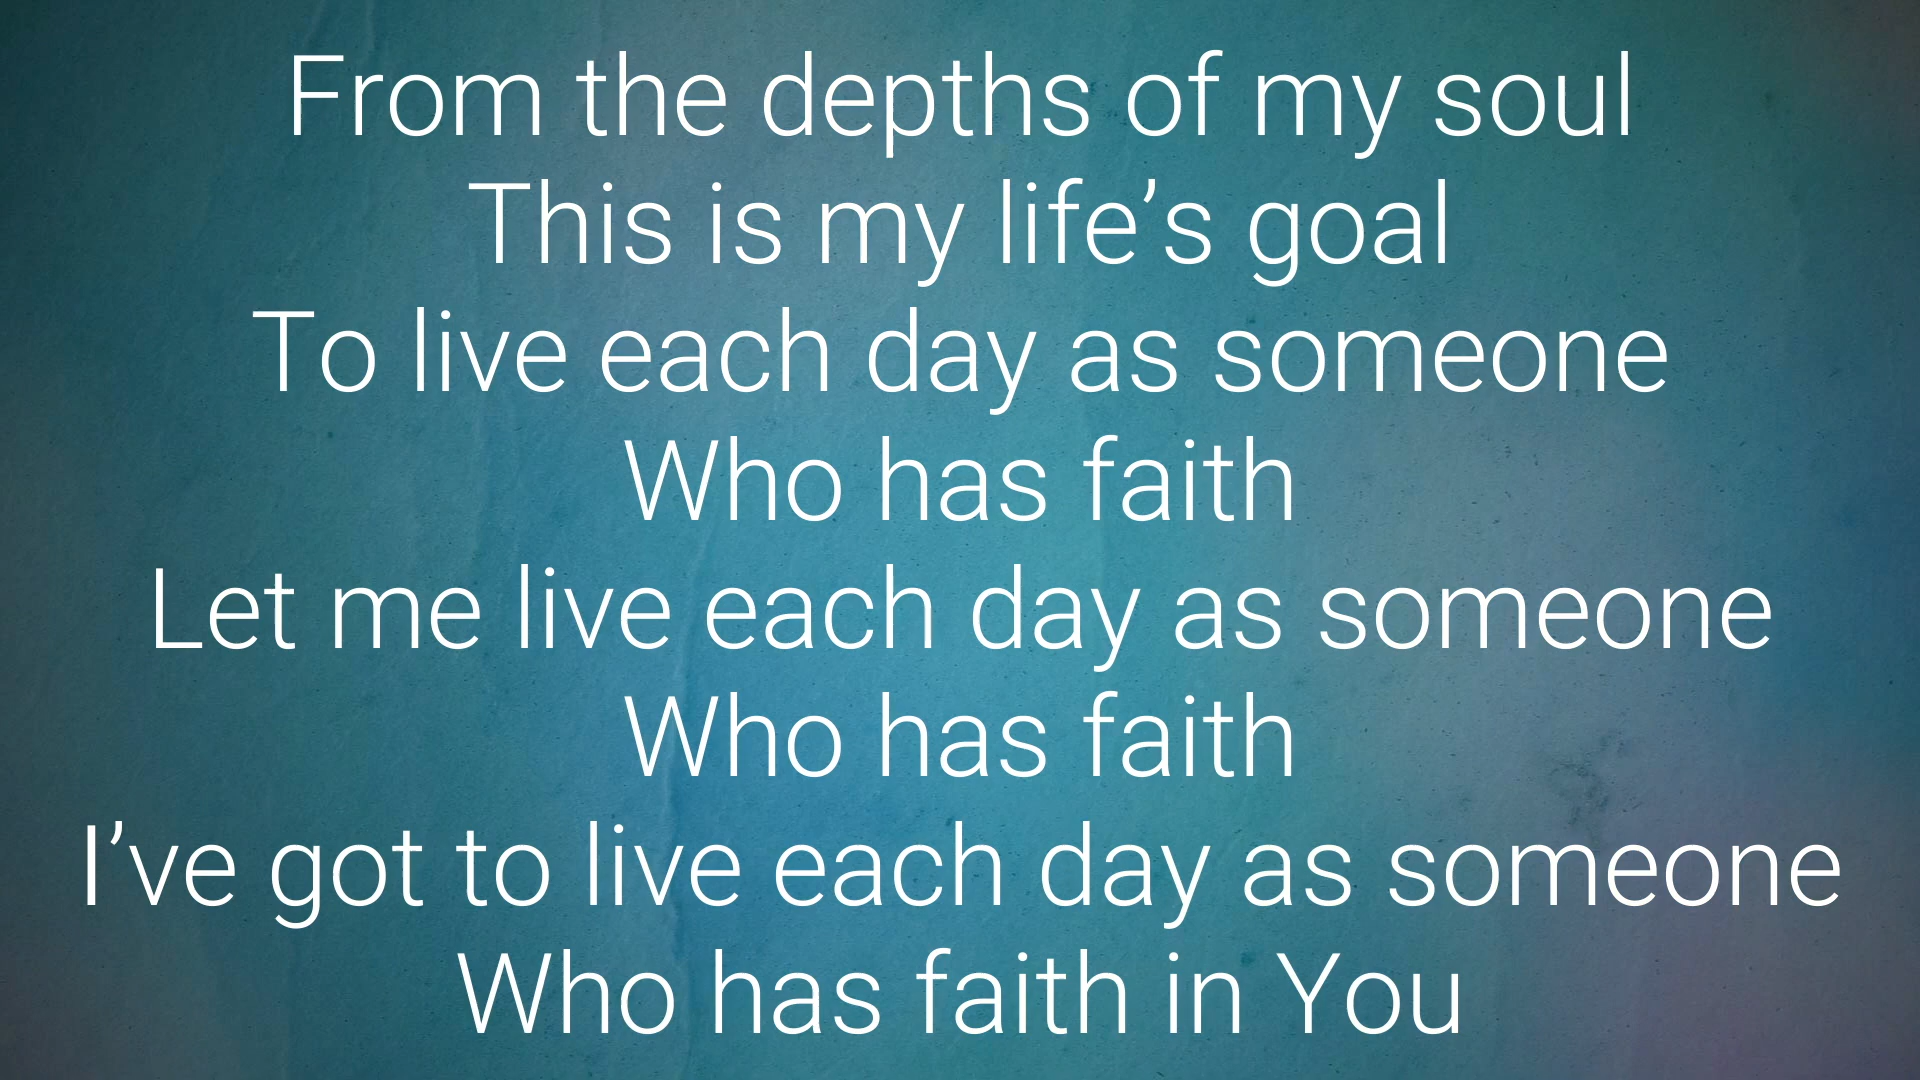 From the depths of my soul
This is my life’s goal
To live each day as someone
Who has faith
Let me live each day as someone
Who has faith
I’ve got to live each day as someone
Who has faith in You